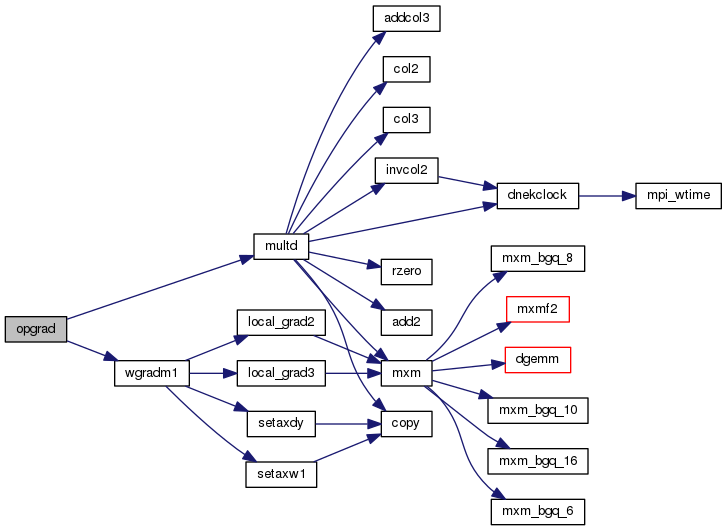 addcol3
col2
col3
invcol2
dnekclock
mpi_wtime
multd
mxm_bgq_8
rzero
mxmf2
opgrad
local_grad2
add2
dgemm
wgradm1
local_grad3
mxm
mxm_bgq_10
setaxdy
copy
mxm_bgq_16
setaxw1
mxm_bgq_6